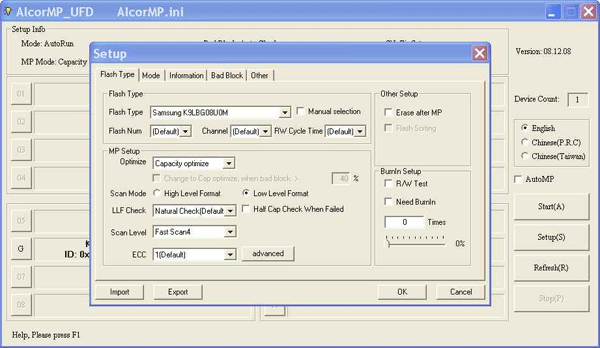 AlcorMP_UFD AlcorMP.ini
Setup Info
Mode: AutoRun
MP Mode: Capacity
Version: 08.12.08
Setup
Flash Type Mode Information Bad Block Other
Flash Type
Flash Type Samsung K9LBG08U0M Manual selection
Flash Num (Default) Channel (Default) RW Cycle Time (Default)
Other Setup
Erase after MP
Flash Sorting
MP Setup
Optimize Capacity optimize
Change to Cap optimize, when bad block > 40 %
Scan Mode High Level Format Low Level Format
LLF Check Natural Check(Default Half Cap Check When Failed
Scan Level Fast Scan4
ECC 1(Default) advanced
BurnIn Setup
R/W Test
Need BurnIn
0 Times
0%
Import Export OK Cancel
01
05
G
ID: 0x
07
08
Device Count: 1
English
Chinese(P.R.C)
Chinese(Taiwan)
AutoMP
Start(A)
Setup(S)
Refresh(R)
Stop(P)
Help, Please press F1